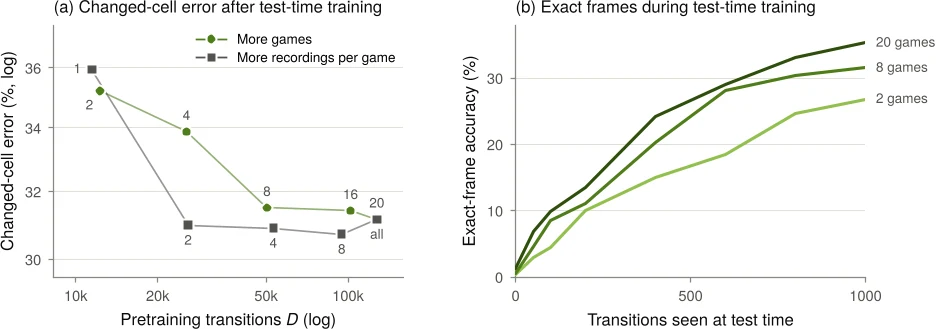 (a) Changed-cell error after test-time training
Changed-cell error (%, log)
36
34
32
30
More games
More recordings per game
1
2
4
8
16
20
2
4
8
all
10k
20k
50k
100k
Pretraining transitions D (log)
(b) Exact frames during test-time training
Exact-frame accuracy (%)
30
20
10
0
20 games
8 games
2 games
0
500
1000
Transitions seen at test time